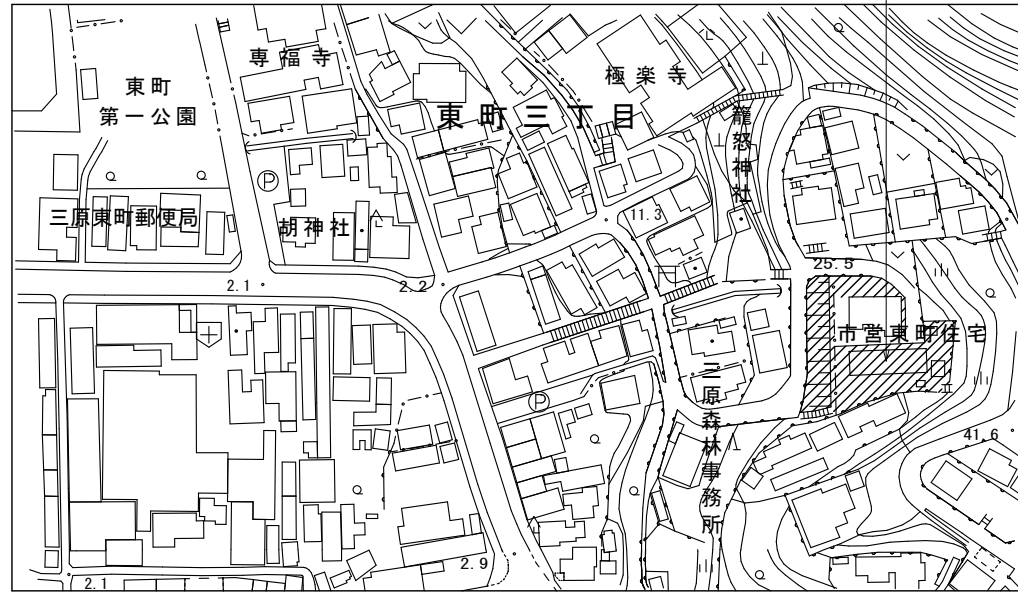 専福寺
極楽寺
東町
第一公園
東町三丁目
籠怒神社
P
三原東町郵便局
胡神社
11.3
25.5
2.1
2.2
市営東町住宅
三原森林事務所
P
41.6
2.9
2.1